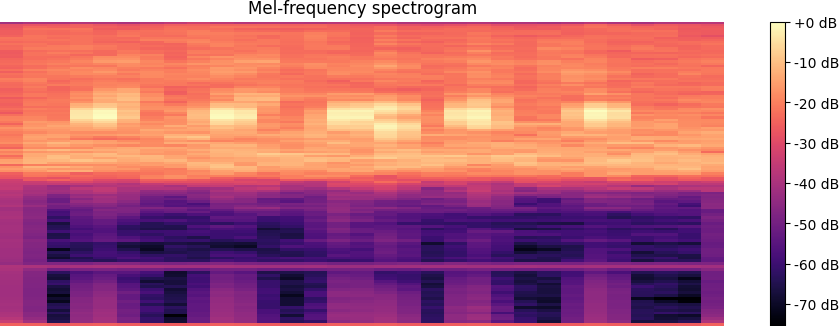 Mel-frequency spectrogram
+0 dB
-10 dB
-20 dB
-30 dB
-40 dB
-50 dB
-60 dB
-70 dB